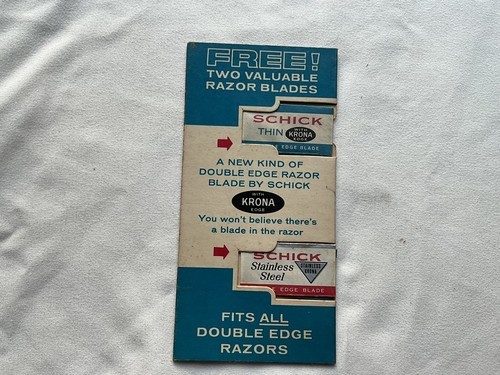 FREE!
TWO VALUABLE
RAZOR BLADES
SCHICK
THIN WITH KRONA EDGE
EDGE BLADE
A NEW KIND OF
DOUBLE EDGE RAZOR
BLADE BY SCHICK
WITH
KRONA
EDGE
You won't believe there's
a blade in the razor
SCHICK
Stainless
Steel
STAINLESS
KRONA
EDGE BLADE
FITS ALL
DOUBLE EDGE
RAZORS